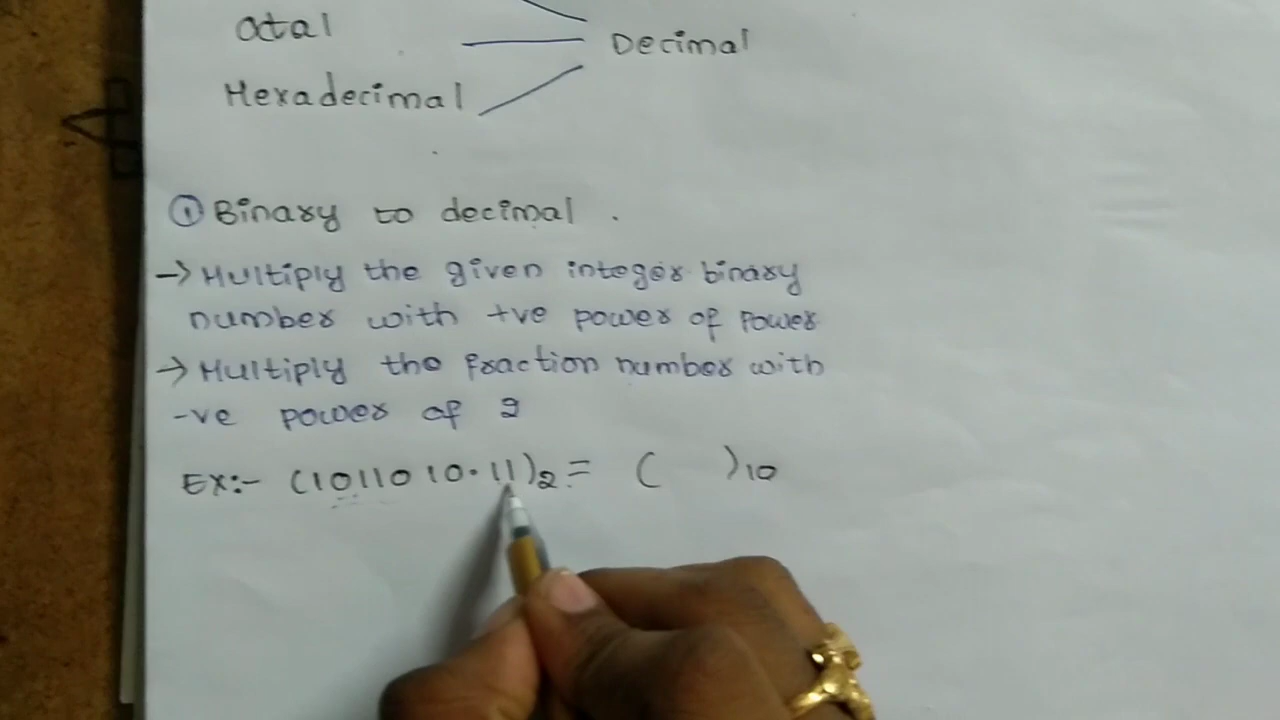 Octal
Decimal
Hexadecimal
① Binary to decimal .
→ Multiply the given integer binary
number with +ve power of Power
→ Multiply the fraction number with
-ve power of 2
Ex:- (1011010.11)2 = ( )10